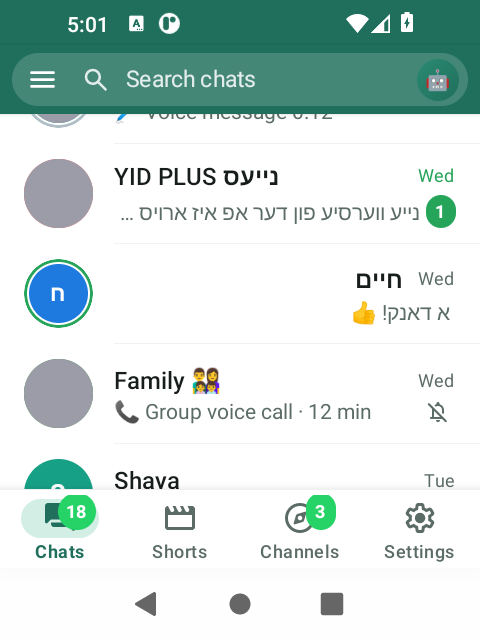 5:01
Search chats
Voice message 0:12
YID PLUS נייעס
Wed
נייע ווערסיע פון דער אפ איז ארויס ...
1
ח
חיים
Wed
א דאנק! 👍
Family 👨‍👩‍👧‍👦
Wed
📞 Group voice call · 12 min
Shaya
Tue
18
3
Chats
Shorts
Channels
Settings